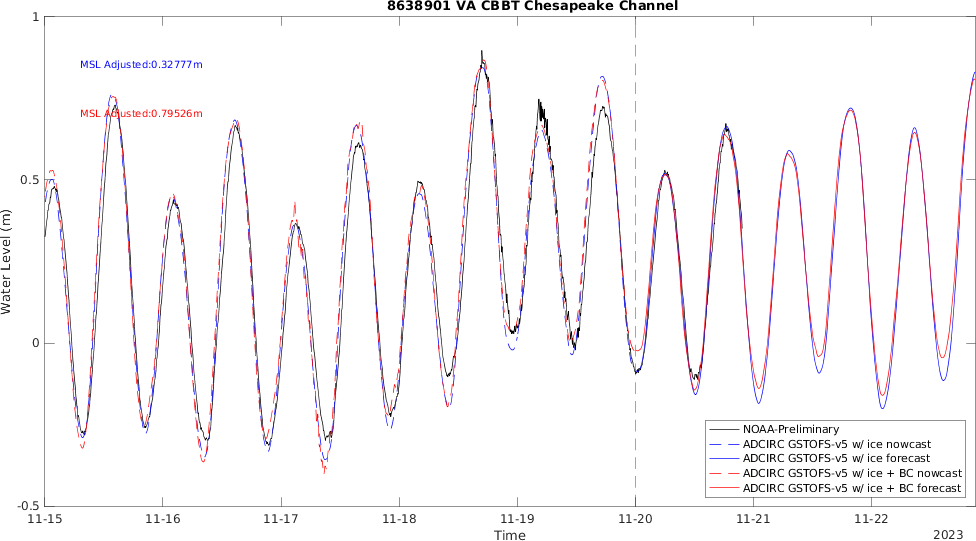 8638901 VA CBBT Chesapeake Channel
1
MSL Adjusted:0.32777m
MSL Adjusted:0.79526m
0.5
Water Level (m)
0
-0.5
NOAA-Preliminary
ADCIRC GSTOFS-v5 w/ ice nowcast
ADCIRC GSTOFS-v5 w/ ice forecast
ADCIRC GSTOFS-v5 w/ ice + BC nowcast
ADCIRC GSTOFS-v5 w/ ice + BC forecast
11-15 11-16 11-17 11-18 11-19 11-20 11-21 11-22
Time
2023